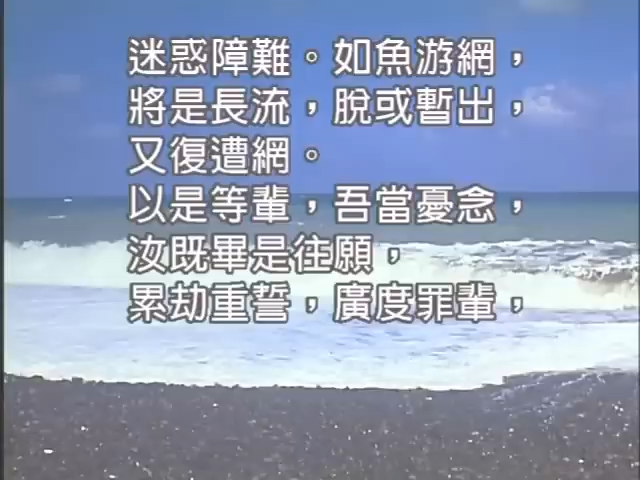 迷惑障難。如魚游網，
將是長流，脫或暫出，
又復遭網。
以是等輩，吾當憂念，
汝既畢是往願，
累劫重誓，廣度罪輩，